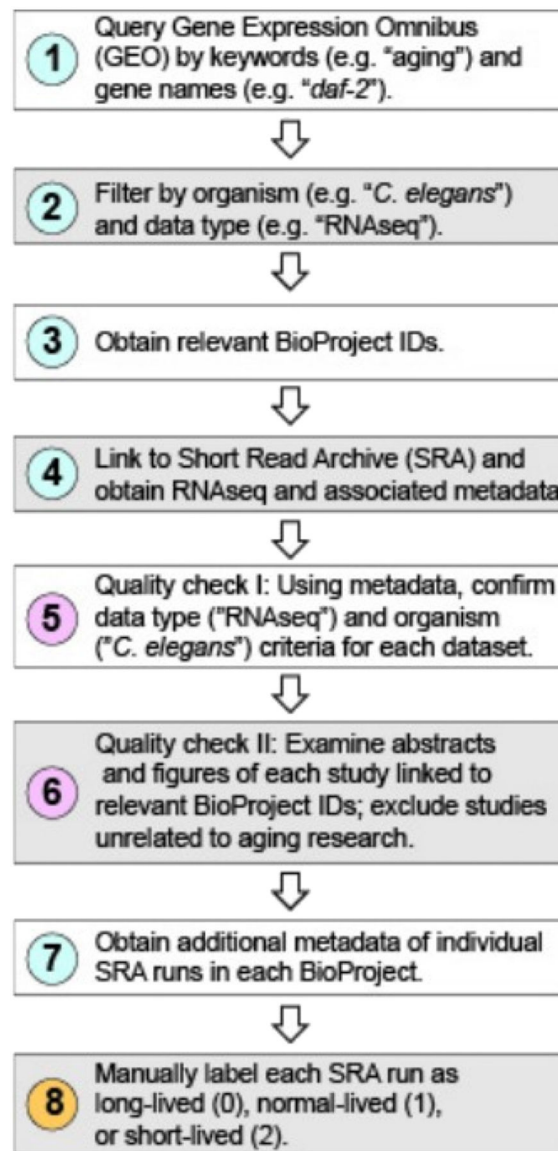 1
Query Gene Expression Omnibus
(GEO) by keywords (e.g. “aging”) and
gene names (e.g. “daf-2”).
2
Filter by organism (e.g. “C. elegans”)
and data type (e.g. “RNAseq”).
3
Obtain relevant BioProject IDs.
4
Link to Short Read Archive (SRA) and
obtain RNAseq and associated metadata
5
Quality check I: Using metadata, confirm
data type (”RNAseq”) and organism
(”C. elegans”) criteria for each dataset.
6
Quality check II: Examine abstracts
and figures of each study linked to
relevant BioProject IDs; exclude studies
unrelated to aging research.
7
Obtain additional metadata of individual
SRA runs in each BioProject.
8
Manually label each SRA run as
long-lived (0), normal-lived (1),
or short-lived (2).